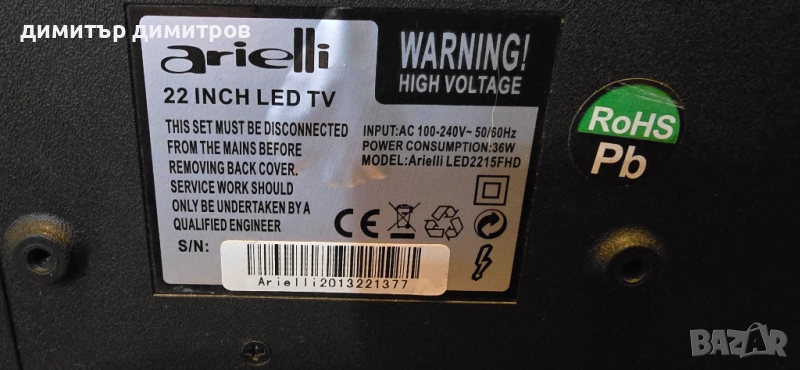 димитър димитров
arielli
WARNING!
HIGH VOLTAGE
22 INCH LED TV
THIS SET MUST BE DISCONNECTED
FROM THE MAINS BEFORE
REMOVING BACK COVER.
SERVICE WORK SHOULD
ONLY BE UNDERTAKEN BY A
QUALIFIED ENGINEER
INPUT:AC 100-240V~ 50/60Hz
POWER CONSUMPTION:36W
MODEL:Arielli LED2215FHD
CE
S/N:
Arielli2013221377
RoHS
Pb
BAZAR